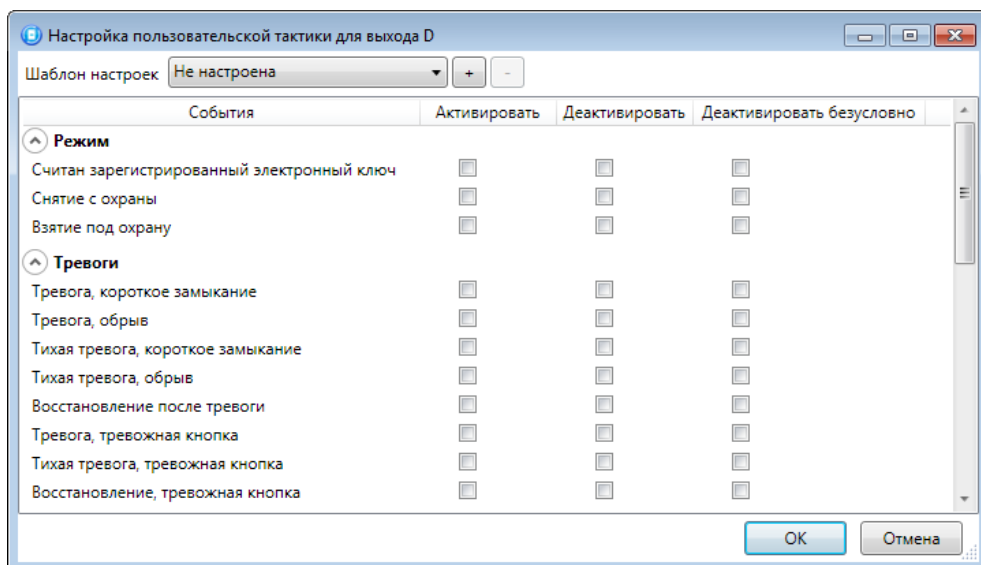 Настройка пользовательской тактики для выхода D
Шаблон настроек Не настроена + -
События Активировать Деактивировать Деактивировать безусловно
Режим
Считан зарегистрированный электронный ключ
Снятие с охраны
Взятие под охрану
Тревоги
Тревога, короткое замыкание
Тревога, обрыв
Тихая тревога, короткое замыкание
Тихая тревога, обрыв
Восстановление после тревоги
Тревога, тревожная кнопка
Тихая тревога, тревожная кнопка
Восстановление, тревожная кнопка
OK Отмена